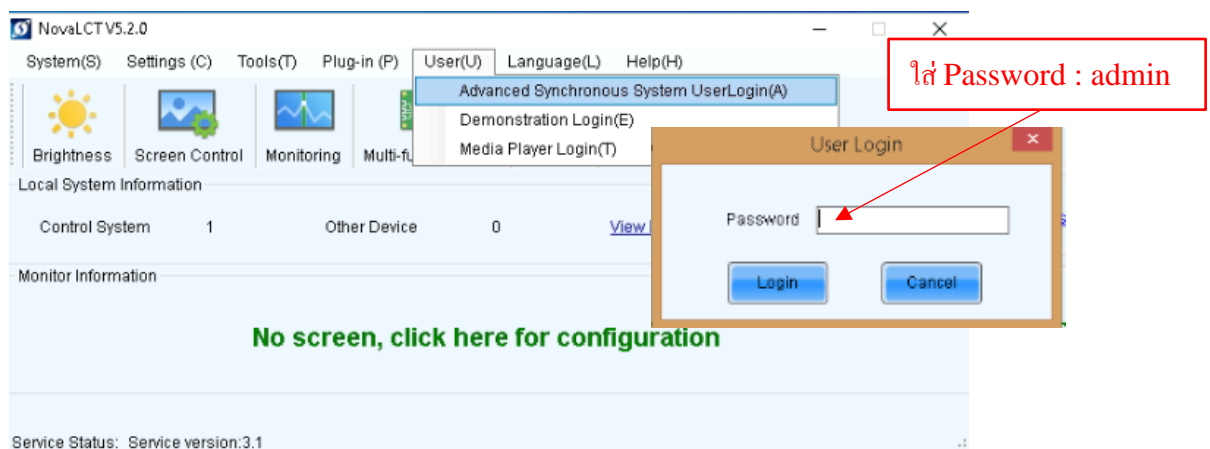 NovaLCT V5.2.0
System(S) Settings (C) Tools(T) Plug-in (P) User(U) Language(L) Help(H)
ใส่ Password : admin
Advanced Synchronous System UserLogin(A)
Demonstration Login(E)
Media Player Login(T)
Brightness Screen Control Monitoring Multi-fu
User Login
Local System Information
Control System 1 Other Device 0 View
Password
Login Cancel
Monitor Information
No screen, click here for configuration
Service Status: Service version:3.1